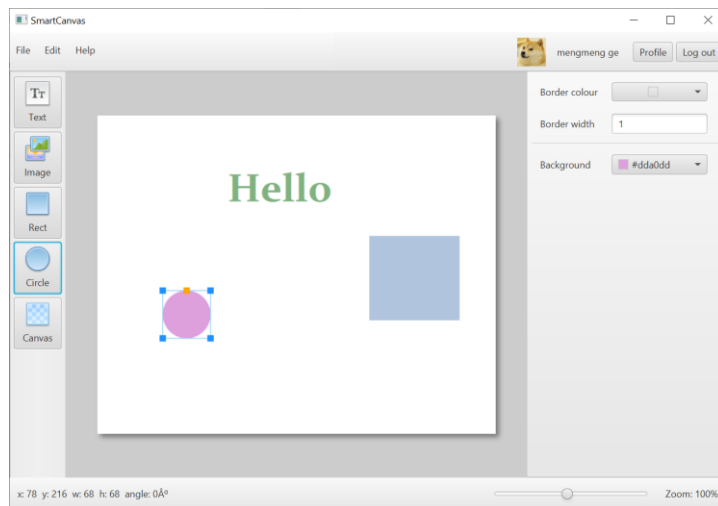 SmartCanvas
File Edit Help
mengmeng ge Profile Log out
TT
Text
Image
Rect
Circle
Canvas
Hello
Border colour
Border width 1
Background #dda0dd
x: 78 y: 216 w: 68 h: 68 angle: 0Âº
Zoom: 100%